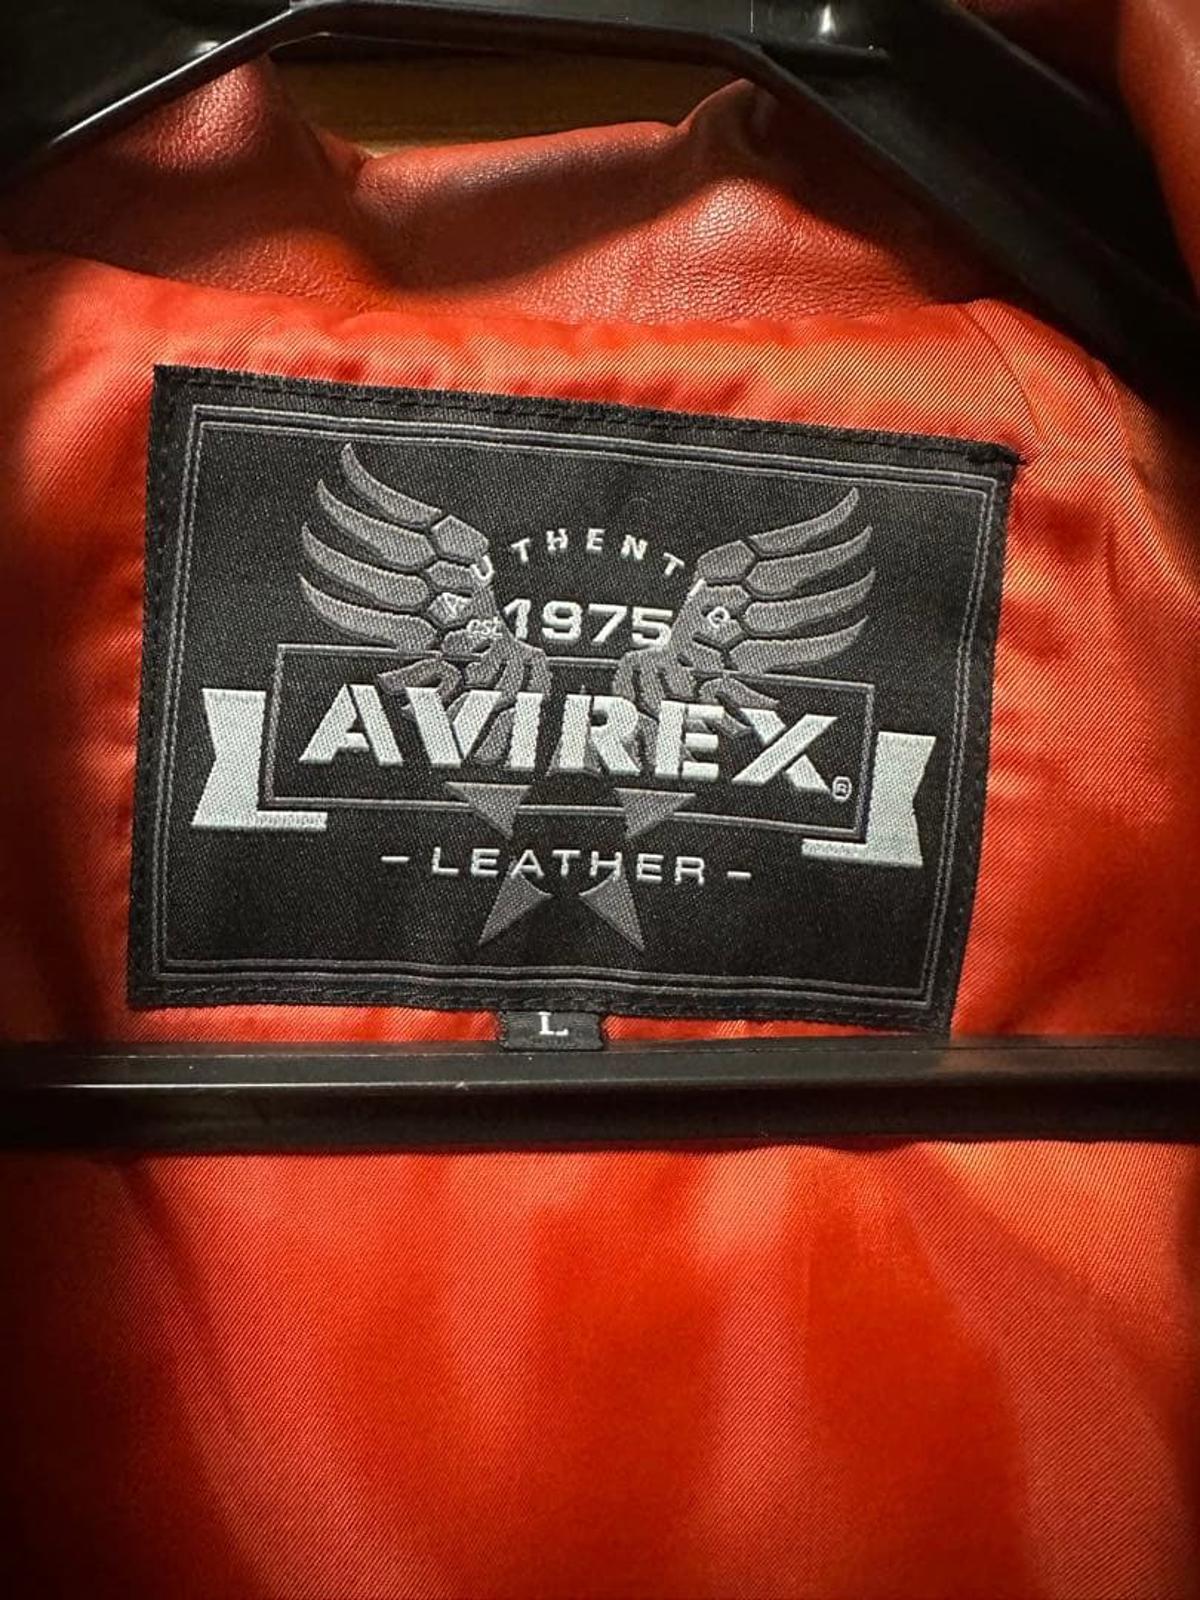 AUTHENTIC
EST
1975
AVIREX®
- LEATHER -
L